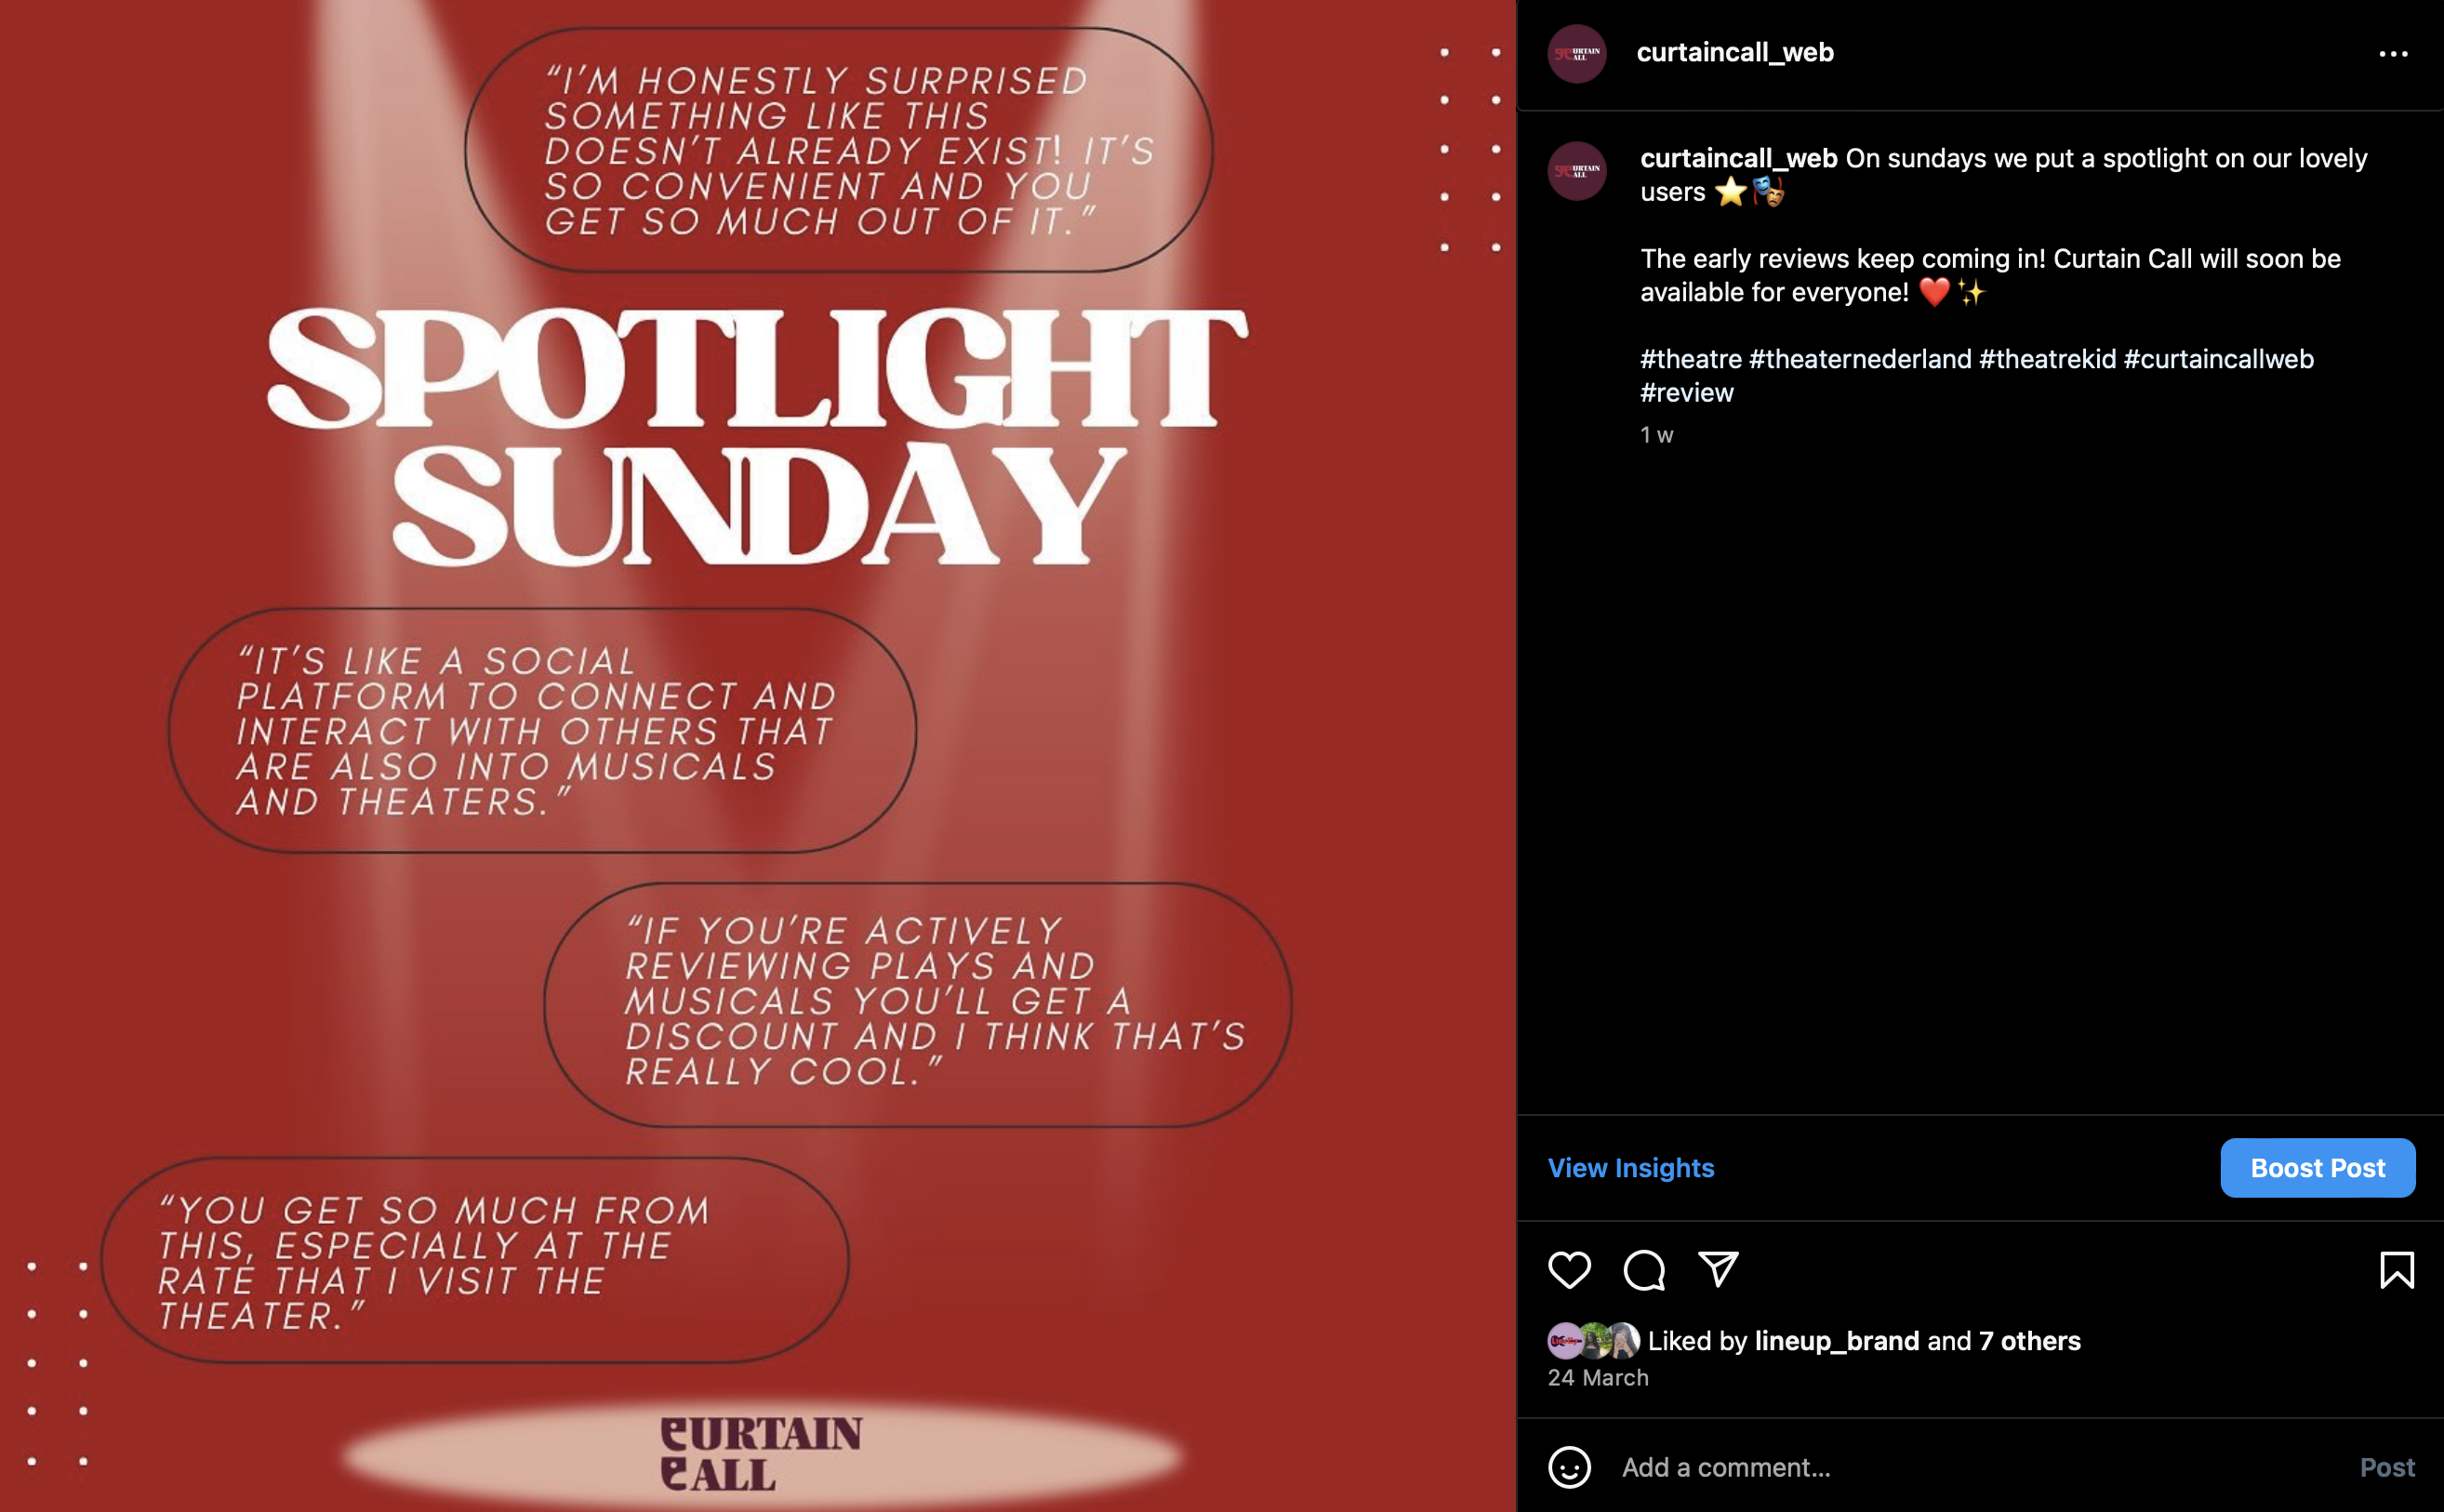 “I’M HONESTLY SURPRISED
SOMETHING LIKE THIS
DOESN’T ALREADY EXIST! IT’S
SO CONVENIENT AND YOU
GET SO MUCH OUT OF IT.”
SPOTLIGHT
SUNDAY
“IT’S LIKE A SOCIAL
PLATFORM TO CONNECT AND
INTERACT WITH OTHERS THAT
ARE ALSO INTO MUSICALS
AND THEATERS.”
“IF YOU’RE ACTIVELY
REVIEWING PLAYS AND
MUSICALS YOU’LL GET A
DISCOUNT AND I THINK THAT’S
REALLY COOL.”
“YOU GET SO MUCH FROM
THIS, ESPECIALLY AT THE
RATE THAT I VISIT THE
THEATER.”
CURTAIN
CALL
curtaincall_web
curtaincall_web On sundays we put a spotlight on our lovely
users ⭐🎭
The early reviews keep coming in! Curtain Call will soon be
available for everyone! ❤️✨
#theatre #theaternederland #theatrekid #curtaincallweb
#review
1 w
View Insights
Boost Post
Liked by lineup_brand and 7 others
24 March
Add a comment...
Post